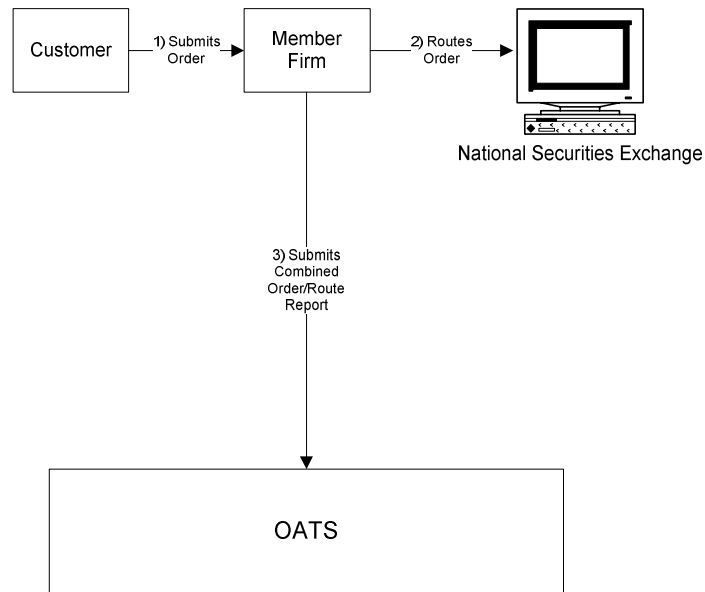 Customer
1) Submits
Order
Member
Firm
2) Routes
Order
National Securities Exchange
3) Submits
Combined
Order/Route
Report
OATS